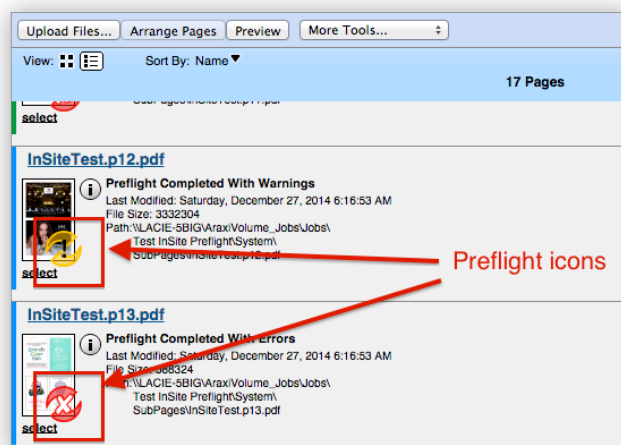 Upload Files... Arrange Pages Preview More Tools...
View: Sort By: Name
17 Pages
SubPages\InSiteTest.p11.pdf
select
InSiteTest.p12.pdf
Preflight Completed With Warnings
Last Modified: Saturday, December 27, 2014 6:16:53 AM
File Size: 3332304
Path:\\LACIE-5BIG\AraxiVolume_Jobs\Jobs\
Test InSite Preflight\System\
SubPages\InSiteTest.p12.pdf
select
Preflight icons
InSiteTest.p13.pdf
Preflight Completed With Errors
Last Modified: Saturday, December 27, 2014 6:16:53 AM
File Size: 388324
Path:\\LACIE-5BIG\AraxiVolume_Jobs\Jobs\
Test InSite Preflight\System\
SubPages\InSiteTest.p13.pdf
select